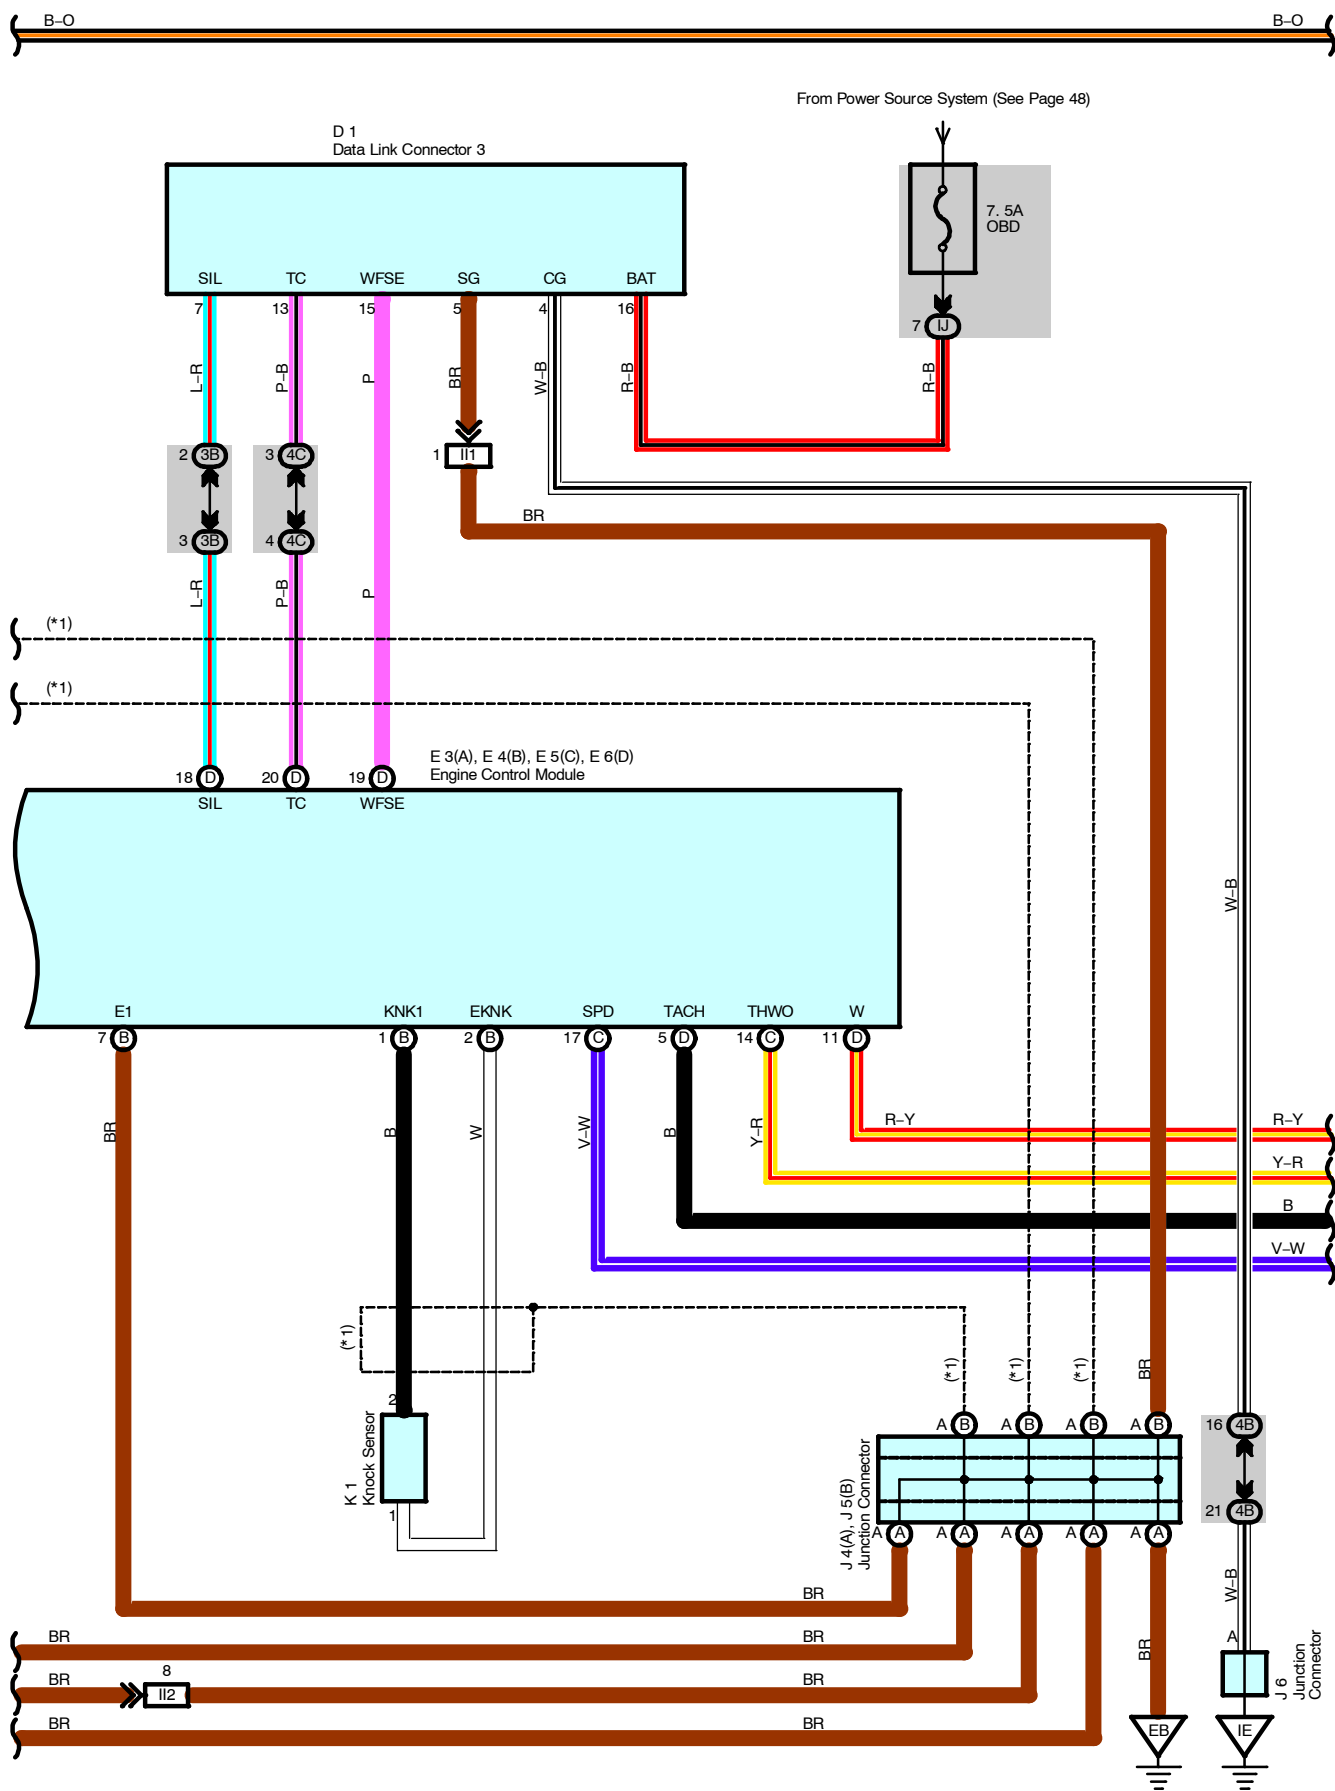 B–O B–O
From Power Source System (See Page 48)
D 1
Data Link Connector 3
7. 5A
OBD
SIL TC WFSE SG CG BAT
7 13 15 5 4 16
7 IJ
L–R P–B P BR W–B R–B R–B
2 3B 3 4C 1 II1
BR
3 3B 4 4C
L–R P–B P
(*1)
(*1)
E 3(A), E 4(B), E 5(C), E 6(D)
Engine Control Module
18 D 20 D 19 D
SIL TC WFSE
W–B
E1 KNK1 EKNK SPD TACH THWO W
7 B 1 B 2 B 17 C 5 D 14 C 11 D
BR B W V–W B Y–R
R–Y R–Y
Y–R
B
V–W
(*1)
(*1) (*1) (*1) BR
2
K 1
Knock Sensor
1
A B A B A B A B
16 4B
J 4(A), J 5(B)
Junction Connector
21 4B
A A A A A A A A A A
BR
W–B
BR BR
A
J 6
Junction
Connector
8
BR II2 BR
BR
BR BR
EB IE